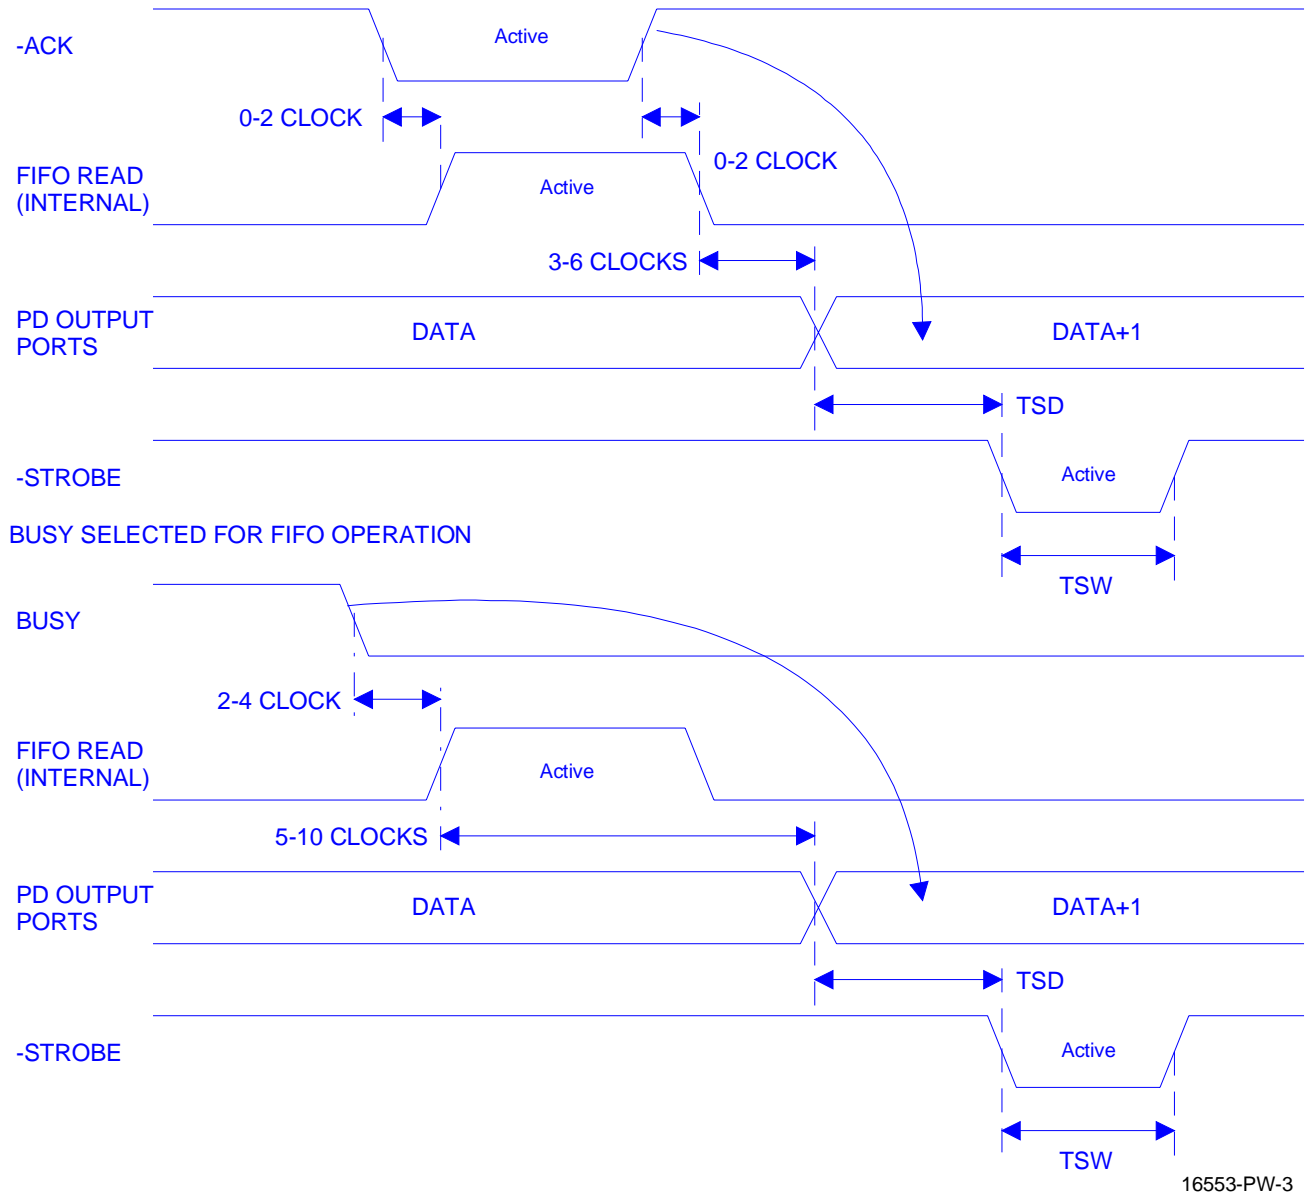 -ACK
Active
0-2 CLOCK
0-2 CLOCK
FIFO READ
(INTERNAL)
Active
3-6 CLOCKS
PD OUTPUT
PORTS
DATA
DATA+1
TSD
-STROBE
Active
BUSY SELECTED FOR FIFO OPERATION
TSW
BUSY
2-4 CLOCK
FIFO READ
(INTERNAL)
Active
5-10 CLOCKS
PD OUTPUT
PORTS
DATA
DATA+1
TSD
-STROBE
Active
TSW
16553-PW-3